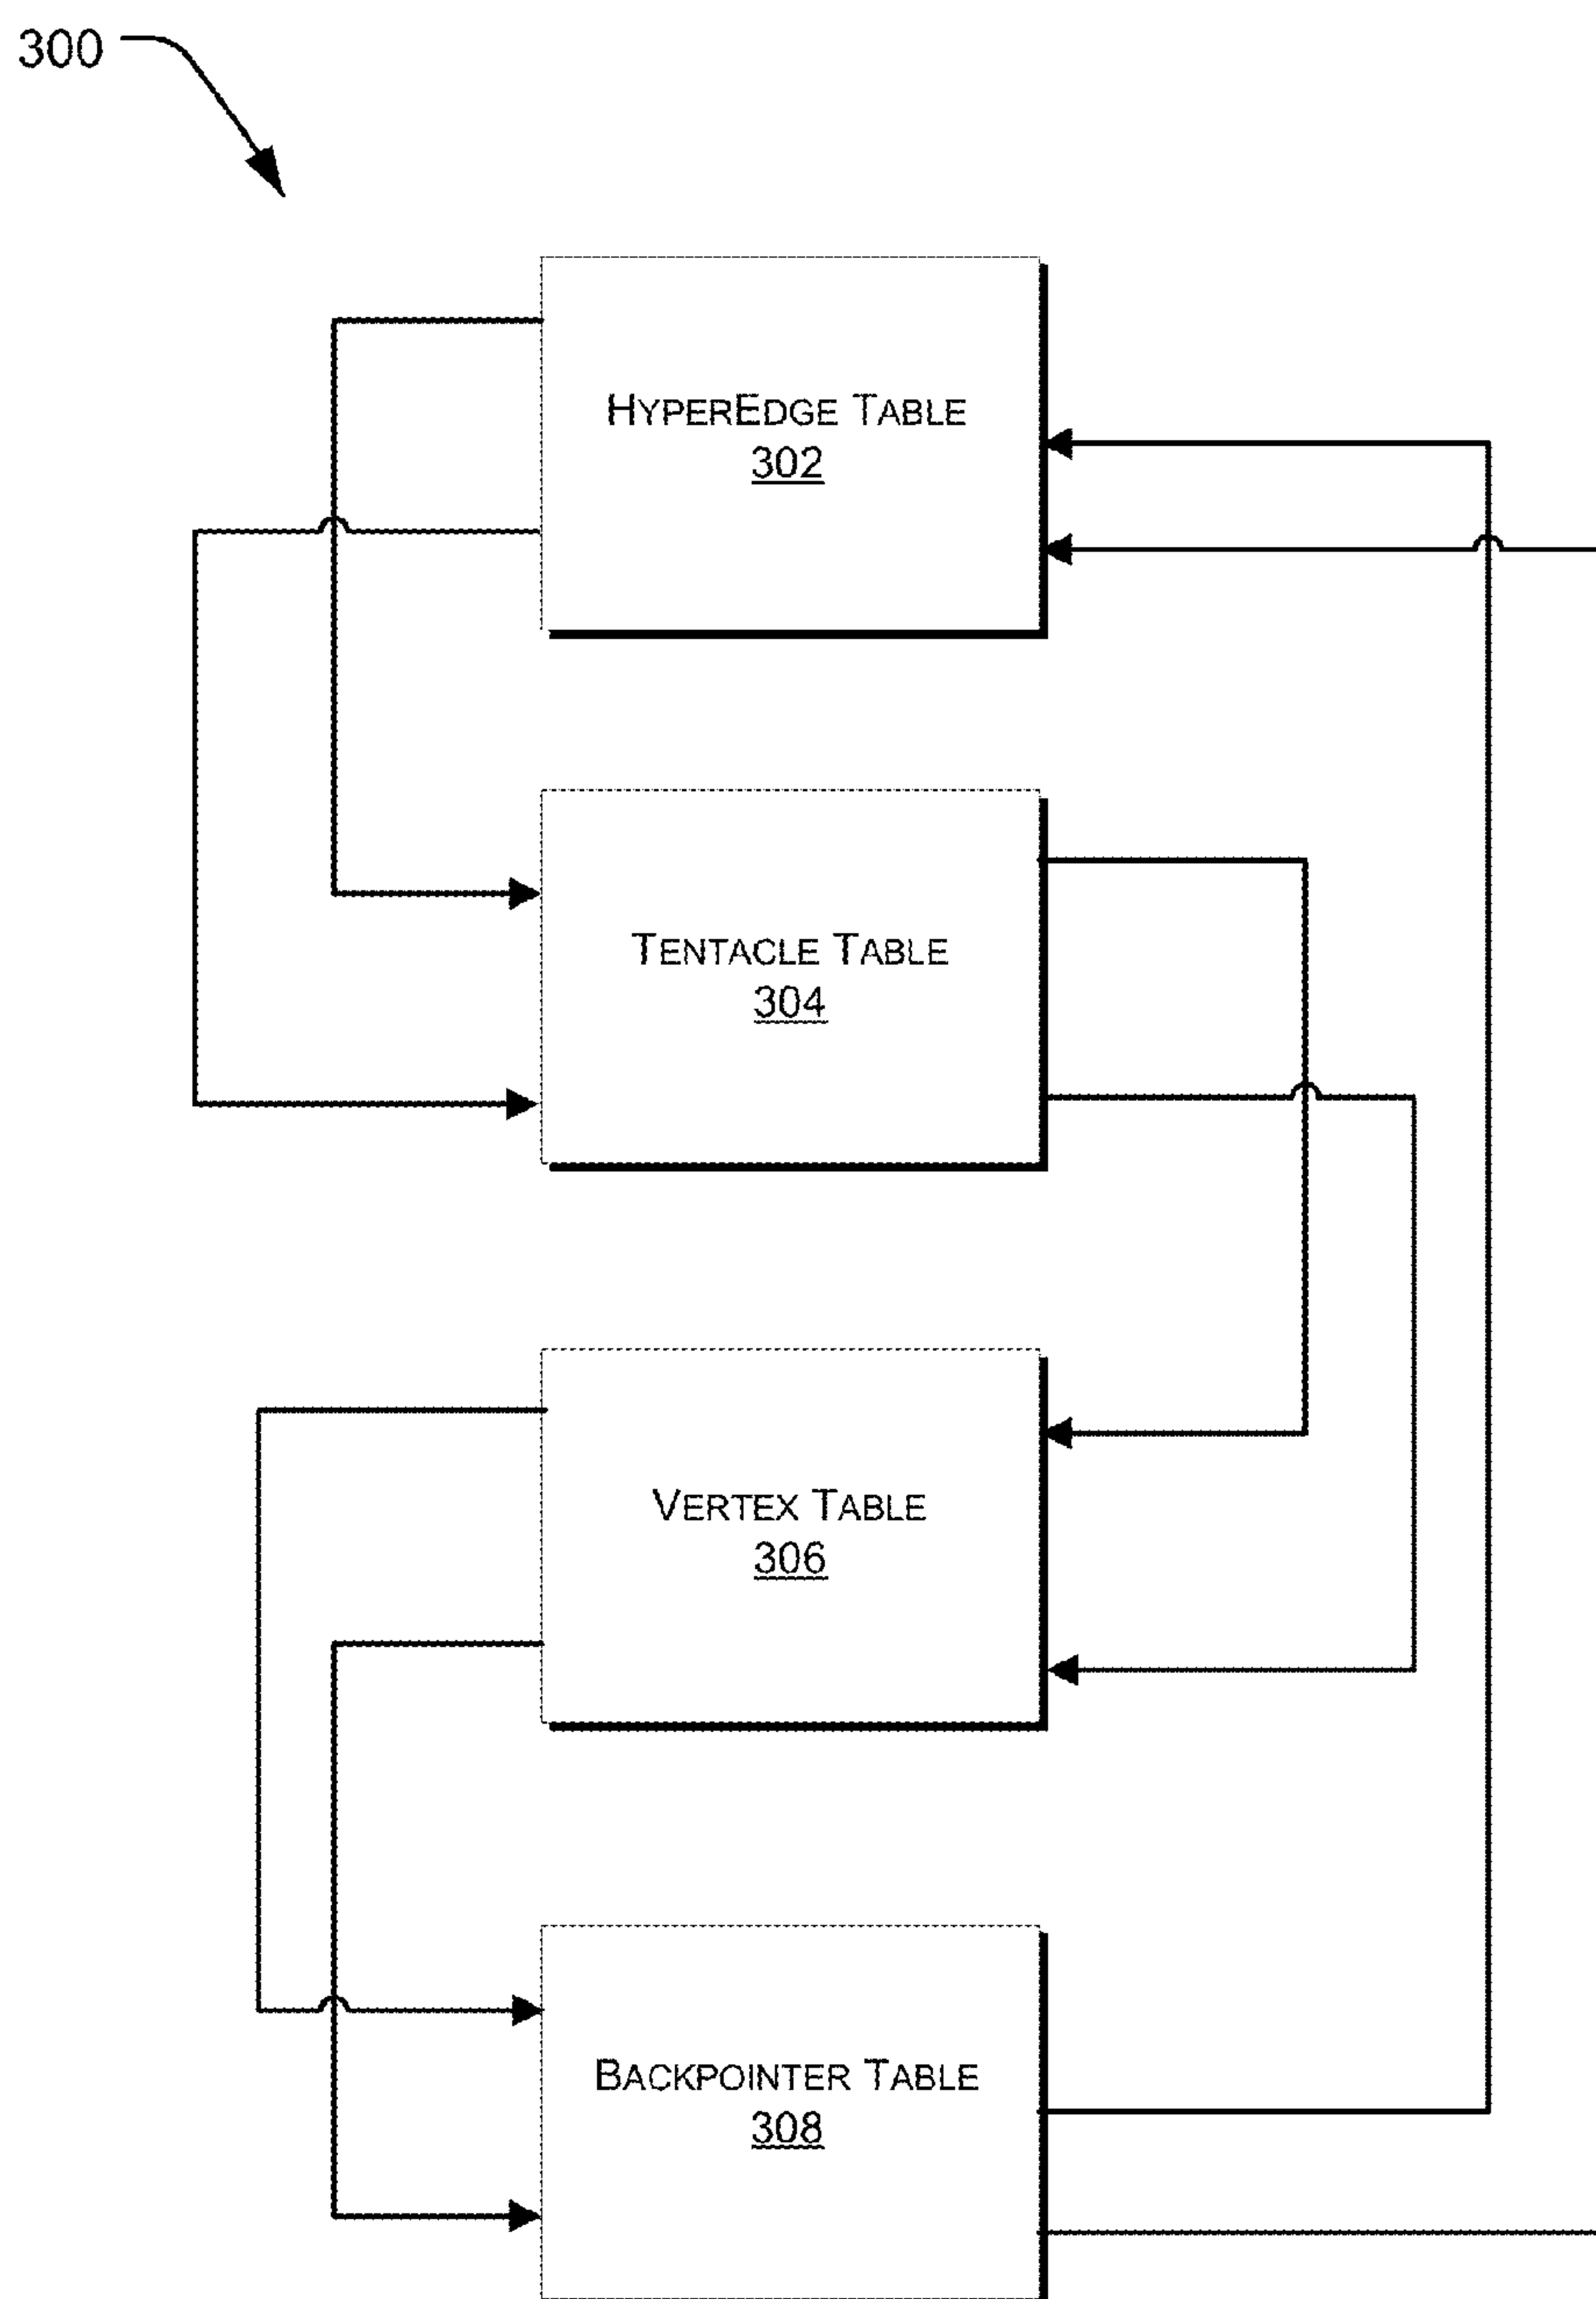 300
HYPEREDGE TABLE
302
TENTACLE TABLE
304
VERTEX TABLE
306
BACKPOINTER TABLE
308